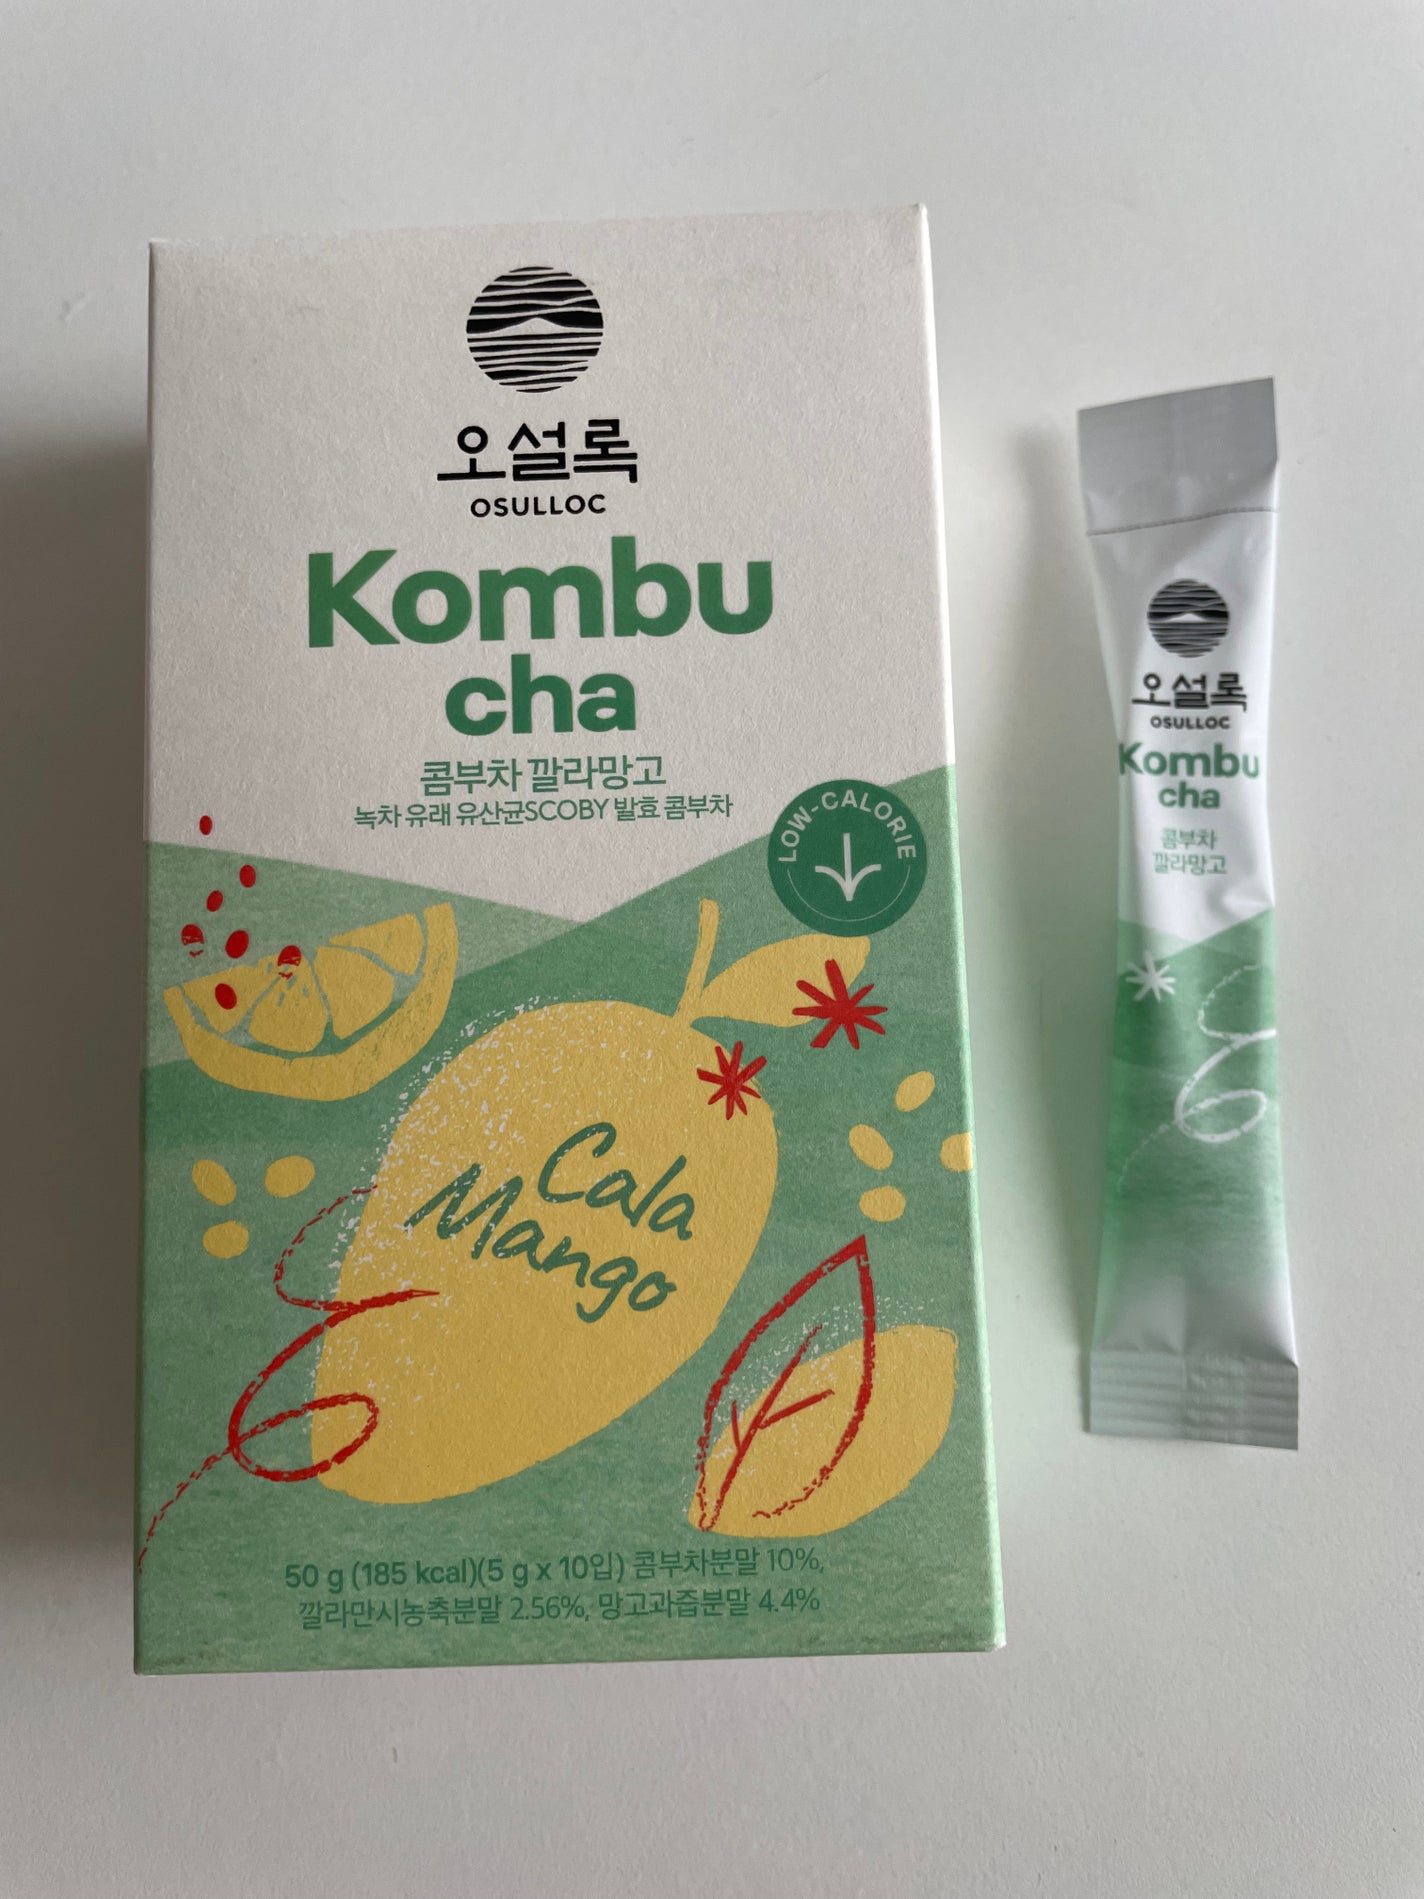 오설록
OSULLOC
Kombu
cha
콤부차 깔라망고
녹차 유래 유산균SCOBY 발효 콤부차
LOW-CALORIE
Cala
Mango
50 g (185 kcal)(5 g x 10입) 콤부차분말 10%,
깔라만시농축분말 2.56%, 망고과즙분말 4.4%
오설록
OSULLOC
Kombu
cha
콤부차
깔라망고